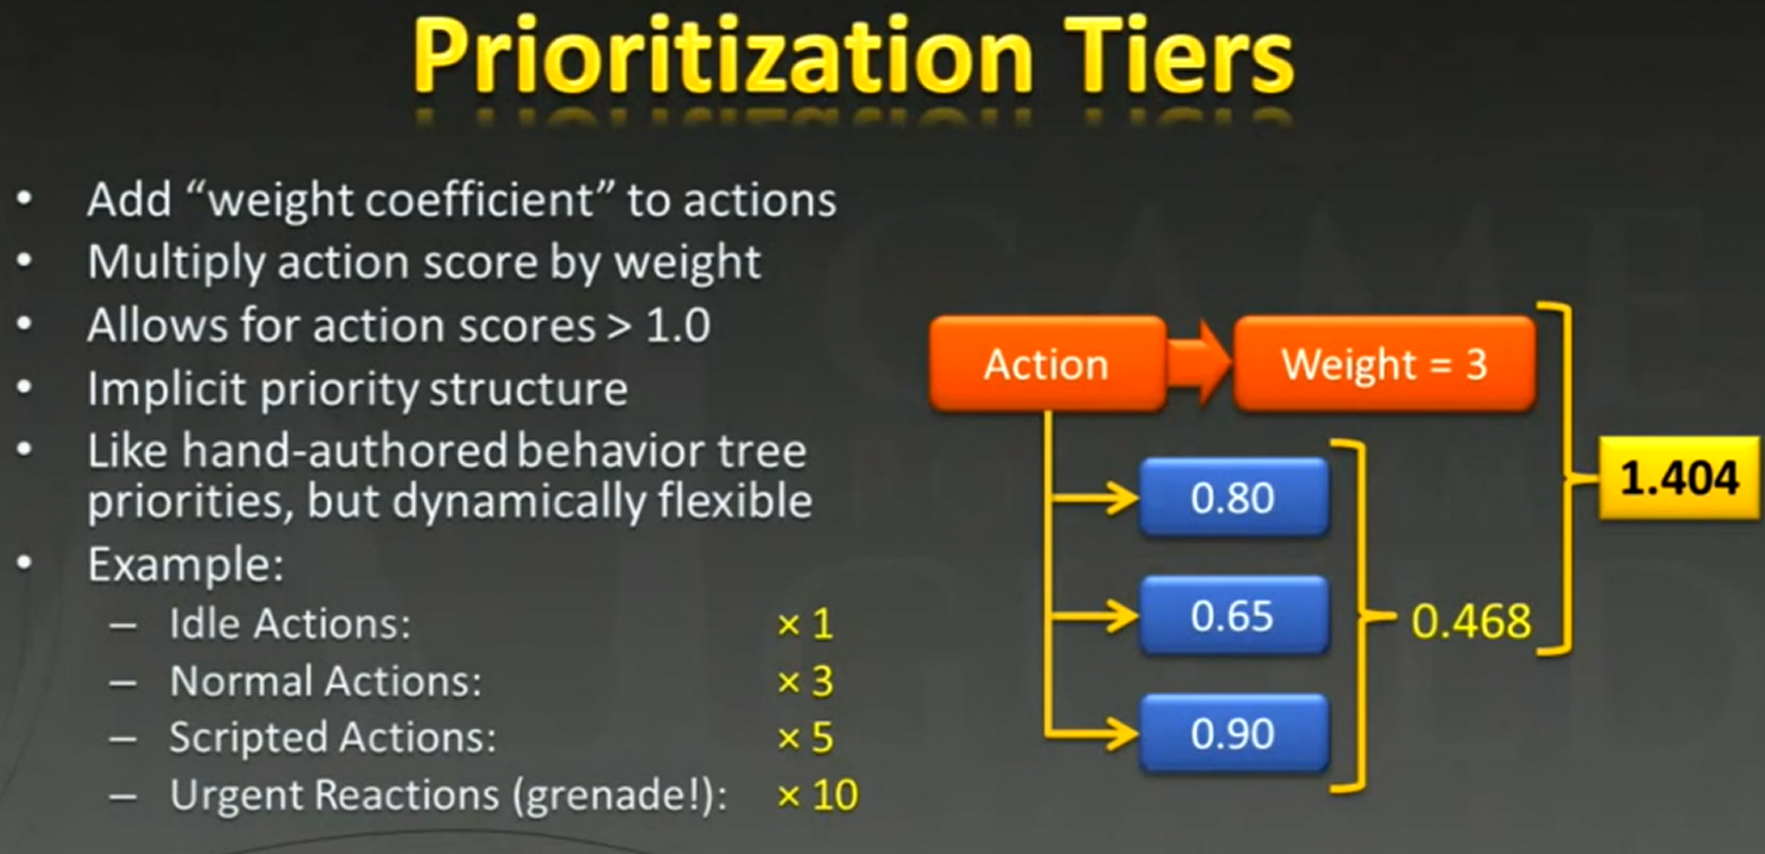 Prioritization Tiers
• Add “weight coefficient” to actions
• Multiply action score by weight
• Allows for action scores > 1.0
• Implicit priority structure
• Like hand-authored behavior tree
priorities, but dynamically flexible
• Example:
– Idle Actions: × 1
– Normal Actions: × 3
– Scripted Actions: × 5
– Urgent Reactions (grenade!): × 10
Action
Weight = 3
0.80
0.65
0.90
0.468
1.404